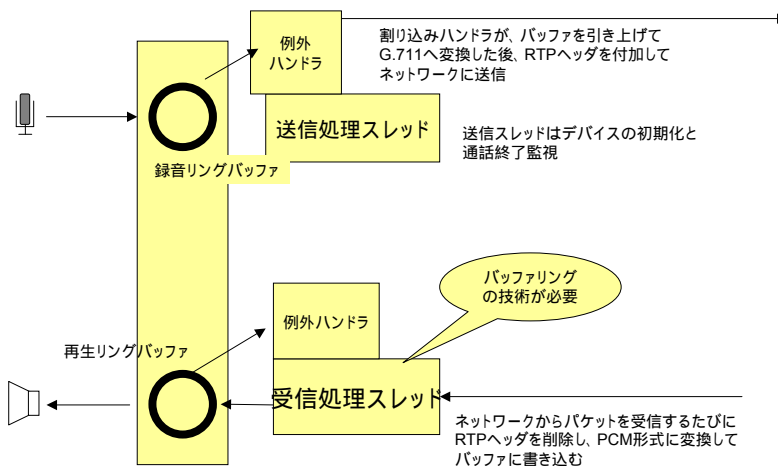 例外
ハンドラ
割り込みハンドラが、バッファを引き上げて
G.711へ変換した後、RTPヘッダを付加して
ネットワークに送信
送信処理スレッド
送信スレッドはデバイスの初期化と
通話終了監視
録音リングバッファ
バッファリング
の技術が必要
例外ハンドラ
再生リングバッファ
受信処理スレッド
ネットワークからパケットを受信するたびに
RTPヘッダを削除し、PCM形式に変換して
バッファに書き込む